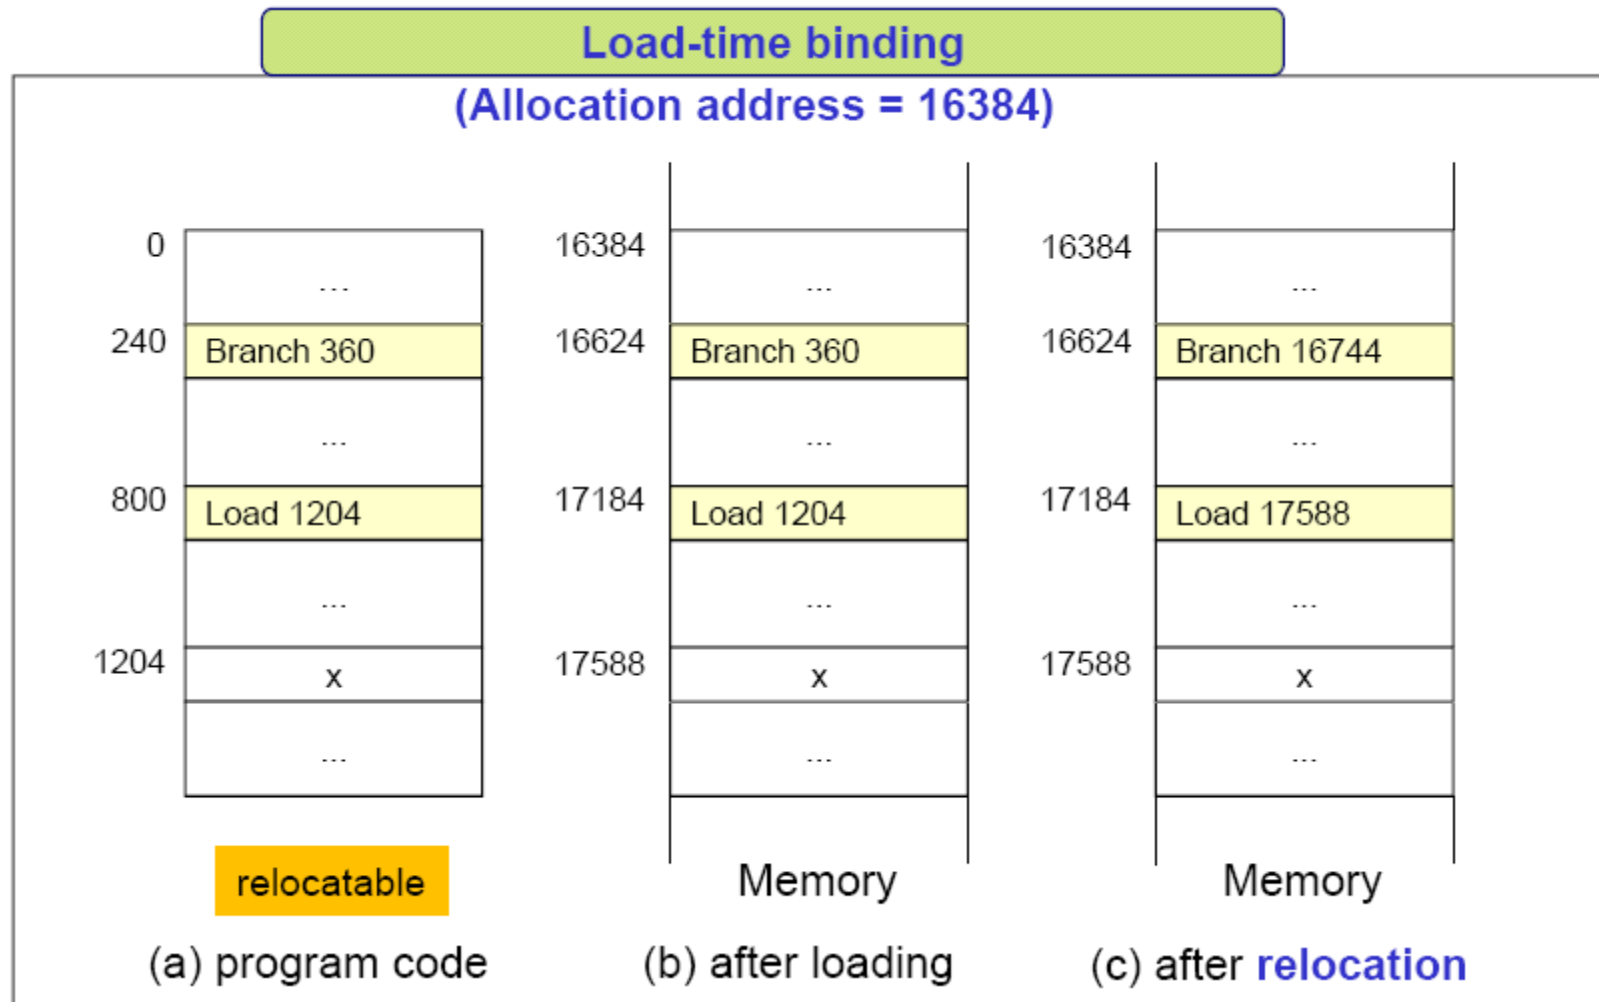 Load-time binding
(Allocation address = 16384)
0
...
240
Branch 360
...
800
Load 1204
...
1204
x
...
relocatable
(a) program code
16384
...
16624
Branch 360
...
17184
Load 1204
...
17588
x
...
Memory
(b) after loading
16384
...
16624
Branch 16744
...
17184
Load 17588
...
17588
x
...
Memory
(c) after relocation